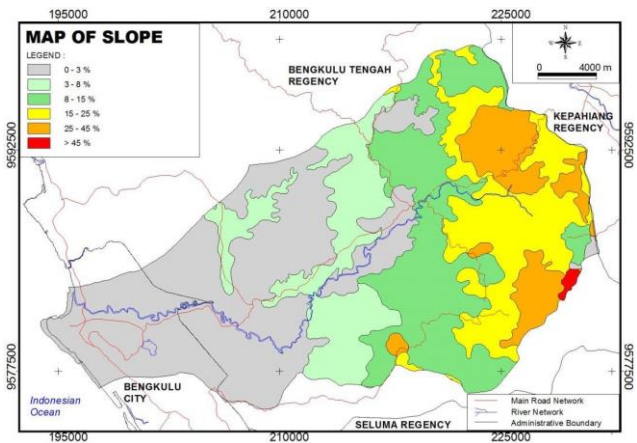 195000 210000 225000
MAP OF SLOPE
LEGEND :
0 - 3 %
3 - 8 %
8 - 15 %
15 - 25 %
25 - 45 %
> 45 %
BENGKULU TENGAH
REGENCY
0 4000 m
KEPAHIANG
REGENCY
9592500 9592500
9577500 9577500
Indonesian
Ocean
BENGKULU
CITY
SELUMA REGENCY
Main Road Network
River Network
Administrative Boundary
195000 210000 225000